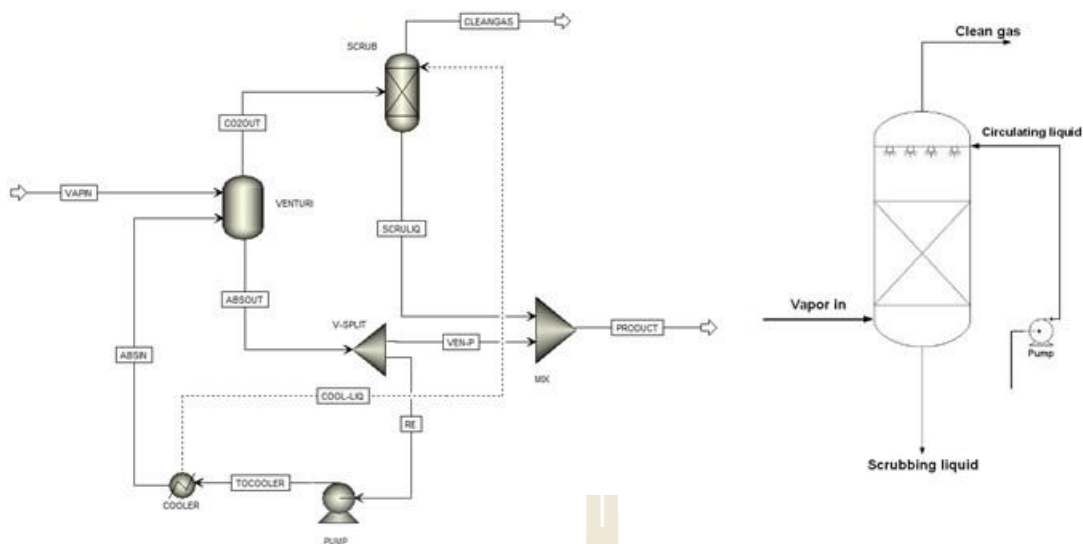 CLEANGAS
SCRUB
CO2OUT
VAPIN
VENTURI
SCRULIQ
ABSOUT
V-SPLIT
VEN-P
PRODUCT
MIX
ABSIN
COOL-LIQ
RE
TOCOOLER
COOLER
PUMP
Clean gas
Circulating liquid
Vapor in
Pump
Scrubbing liquid